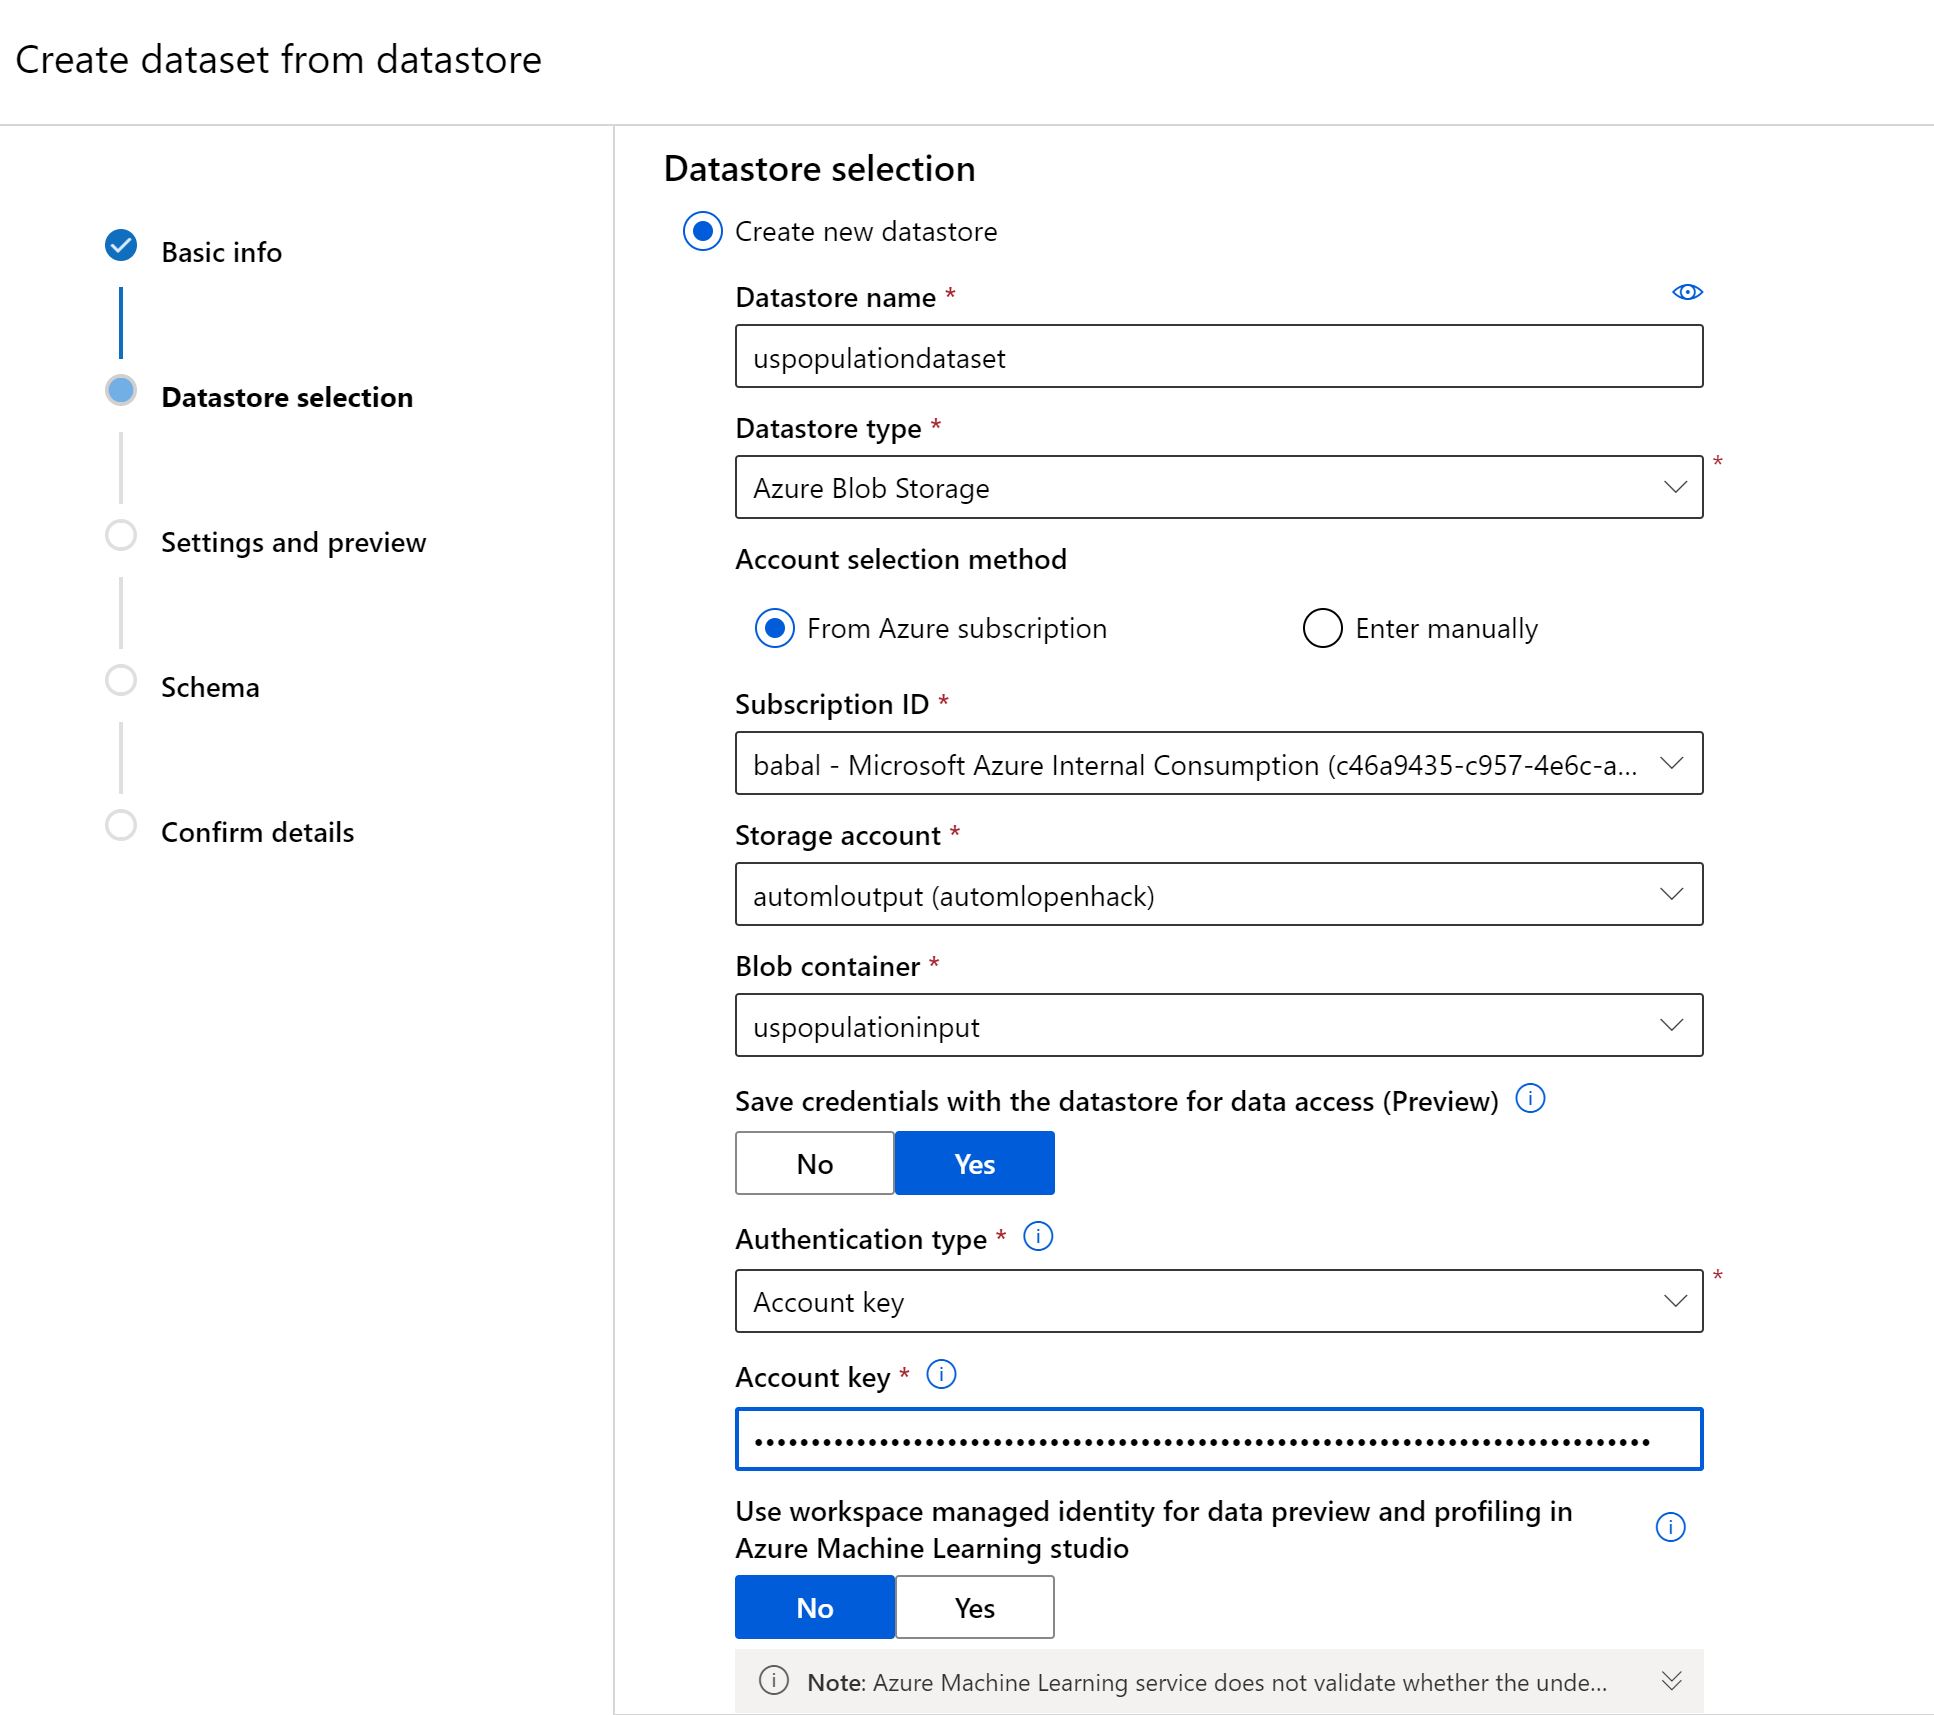 Create dataset from datastore
Basic info
Datastore selection
Settings and preview
Schema
Confirm details
Datastore selection
Create new datastore
Datastore name *
uspopulationdataset
Datastore type *
Azure Blob Storage
*
Account selection method
From Azure subscription
Enter manually
Subscription ID *
babal - Microsoft Azure Internal Consumption (c46a9435-c957-4e6c-a...
Storage account *
automloutput (automlopenhack)
Blob container *
uspopulationinput
Save credentials with the datastore for data access (Preview)
No
Yes
Authentication type *
Account key
*
Account key *
•••••••••••••••••••••••••••••••••••••••••••••••••••••••••••••••••••••••••••••••
Use workspace managed identity for data preview and profiling in
Azure Machine Learning studio
No
Yes
Note: Azure Machine Learning service does not validate whether the unde...